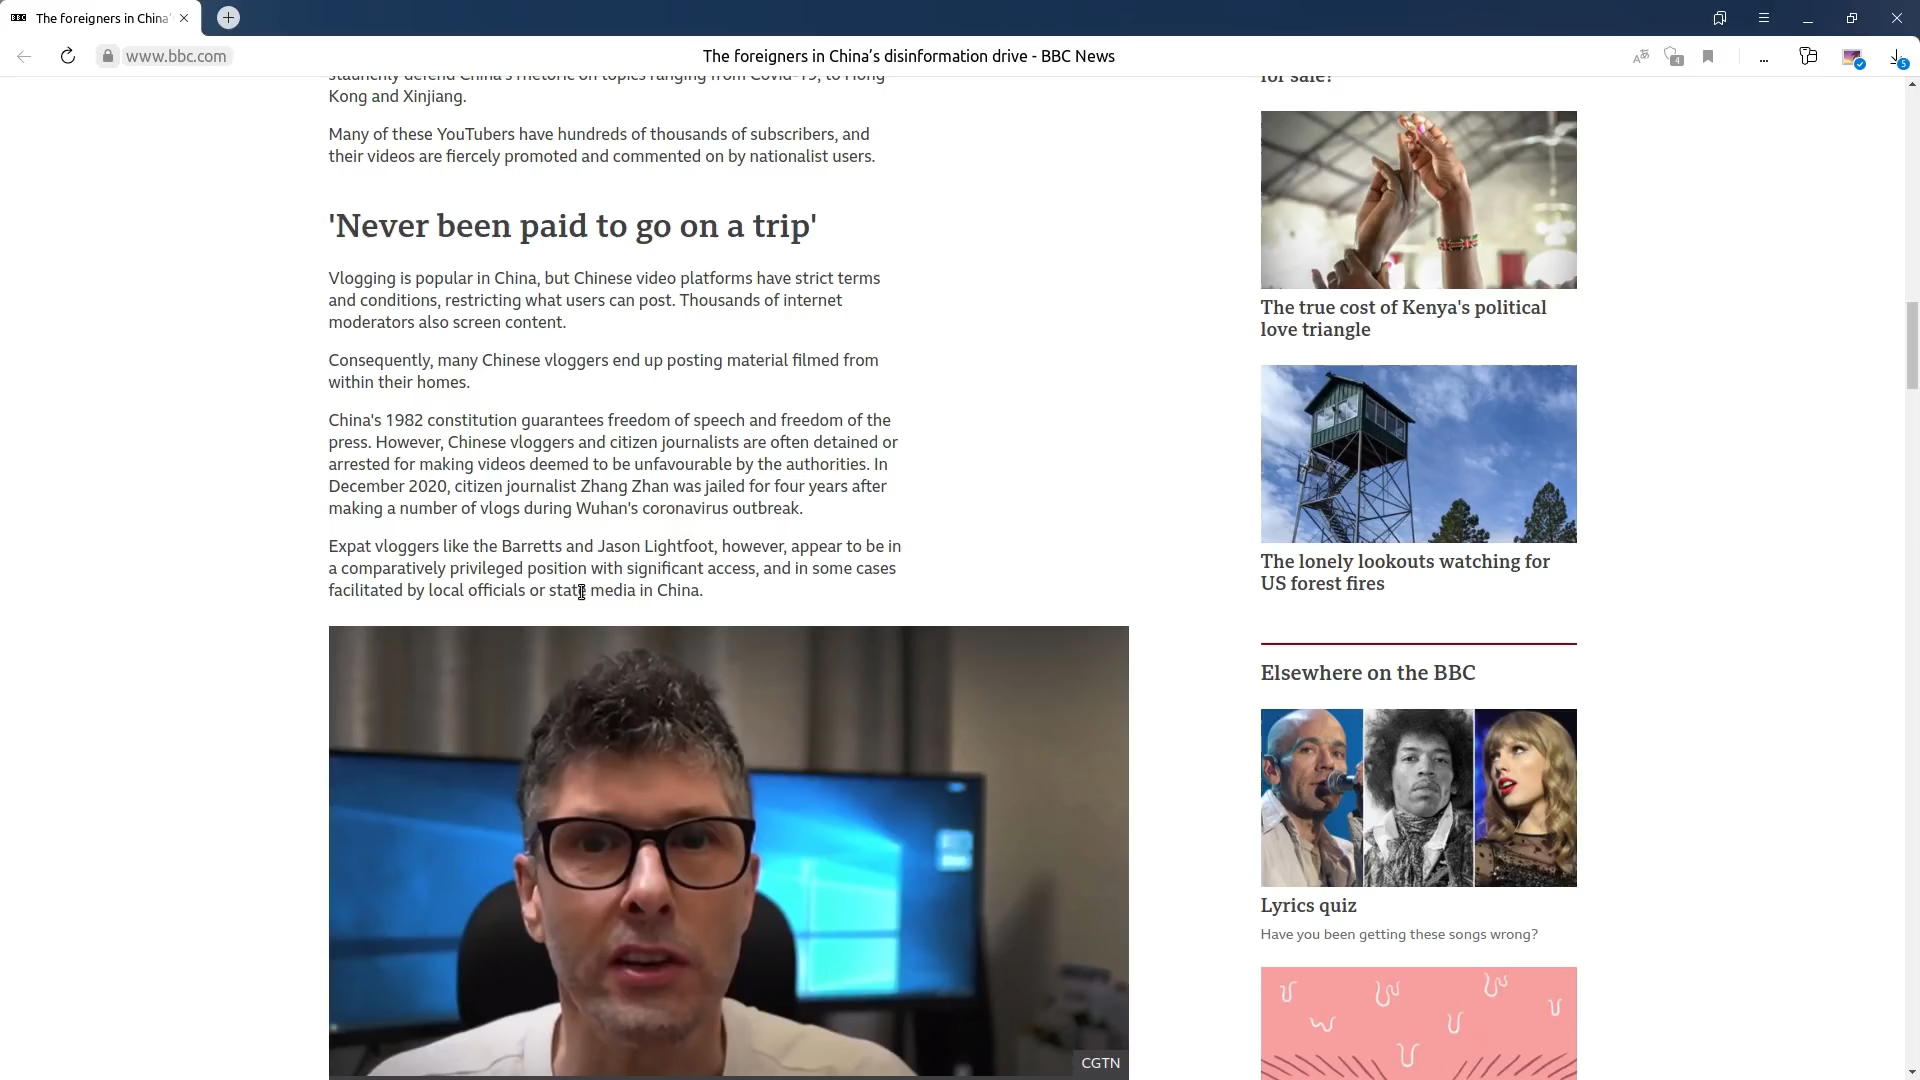 The foreigners in China'
www.bbc.com
The foreigners in China's disinformation drive - BBC News
4
...
5
staunchly defend China's rhetoric on topics ranging from Covid-19, to Hong
Kong and Xinjiang.
Many of these YouTubers have hundreds of thousands of subscribers, and
their videos are fiercely promoted and commented on by nationalist users.
'Never been paid to go on a trip'
Vlogging is popular in China, but Chinese video platforms have strict terms
and conditions, restricting what users can post. Thousands of internet
moderators also screen content.
Consequently, many Chinese vloggers end up posting material filmed from
within their homes.
China's 1982 constitution guarantees freedom of speech and freedom of the
press. However, Chinese vloggers and citizen journalists are often detained or
arrested for making videos deemed to be unfavourable by the authorities. In
December 2020, citizen journalist Zhang Zhan was jailed for four years after
making a number of vlogs during Wuhan's coronavirus outbreak.
Expat vloggers like the Barretts and Jason Lightfoot, however, appear to be in
a comparatively privileged position with significant access, and in some cases
facilitated by local officials or state media in China.
CGTN
for sale?
The true cost of Kenya's political
love triangle
The lonely lookouts watching for
US forest fires
Elsewhere on the BBC
Lyrics quiz
Have you been getting these songs wrong?